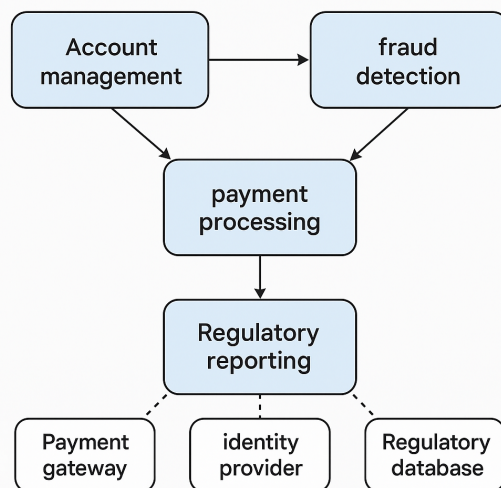 Account
management
fraud
detection
payment
processing
Regulatory
reporting
Payment
gateway
identity
provider
Regulatory
database